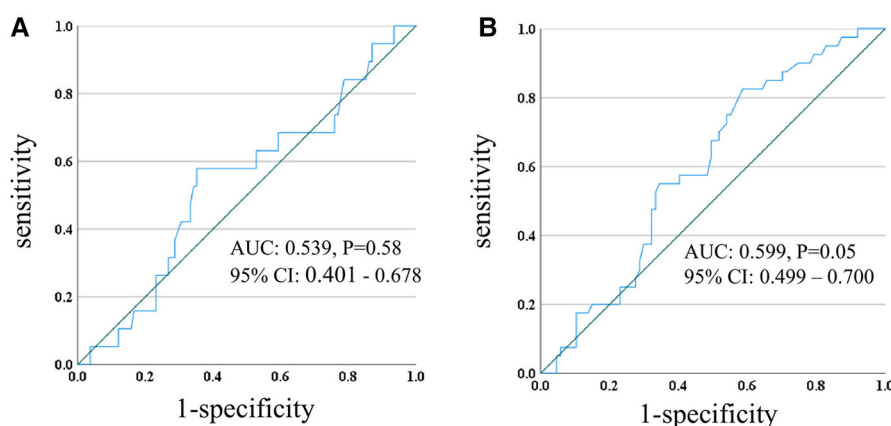 A
1.0
0.8
0.6
0.4
0.2
0.0
sensitivity
AUC: 0.539, P=0.58
95% CI: 0.401 - 0.678
0.0 0.2 0.4 0.6 0.8 1.0
1-specificity
B
1.0
0.8
0.6
0.4
0.2
0.0
sensitivity
AUC: 0.599, P=0.05
95% CI: 0.499 – 0.700
0.0 0.2 0.4 0.6 0.8 1.0
1-specificity